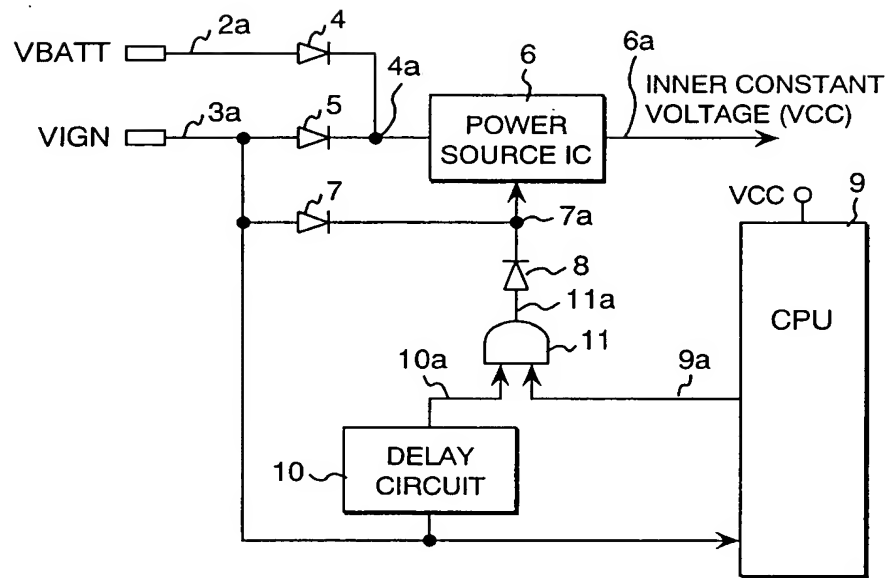 2a
4
6
6a
VBATT
4a
INNER CONSTANT
VOLTAGE (VCC)
3a
5
VIGN
POWER
SOURCE IC
7
VCC
9
7a
8
11a
CPU
11
10a
9a
10
DELAY
CIRCUIT